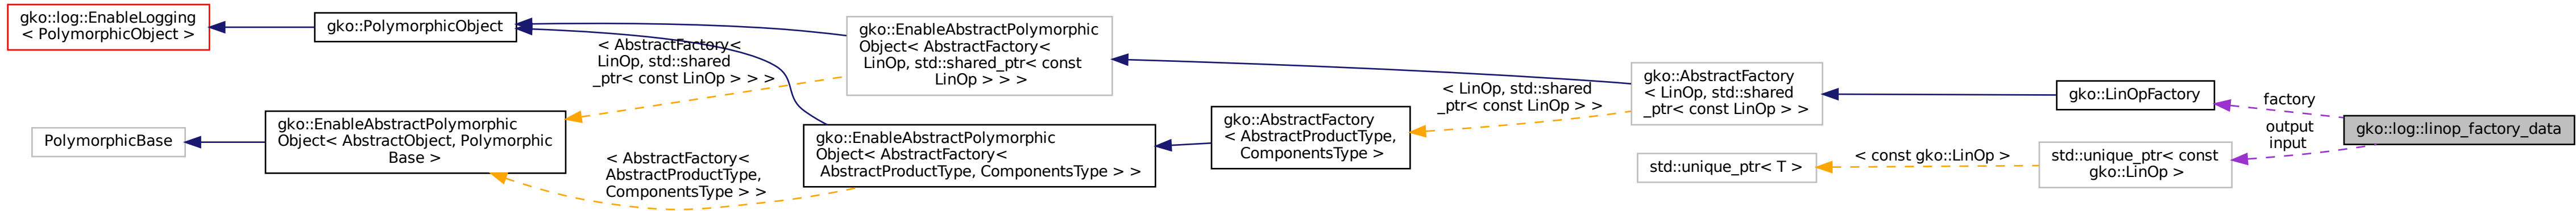 gko::log::EnableLogging
< PolymorphicObject >
gko::PolymorphicObject
< AbstractFactory<
LinOp, std::shared
_ptr< const LinOp > > >
gko::EnableAbstractPolymorphic
Object< AbstractFactory<
LinOp, std::shared_ptr< const
LinOp > > >
gko::AbstractFactory
< LinOp, std::shared
_ptr< const LinOp > >
gko::LinOpFactory
factory
PolymorphicBase
gko::EnableAbstractPolymorphic
Object< AbstractObject, Polymorphic
Base >
< AbstractFactory<
AbstractProductType,
ComponentsType > >
gko::EnableAbstractPolymorphic
Object< AbstractFactory<
AbstractProductType, ComponentsType > >
gko::AbstractFactory
< AbstractProductType,
ComponentsType >
< LinOp, std::shared
_ptr< const LinOp > >
gko::log::linop_factory_data
output
input
std::unique_ptr< T >
< const gko::LinOp >
std::unique_ptr< const
gko::LinOp >